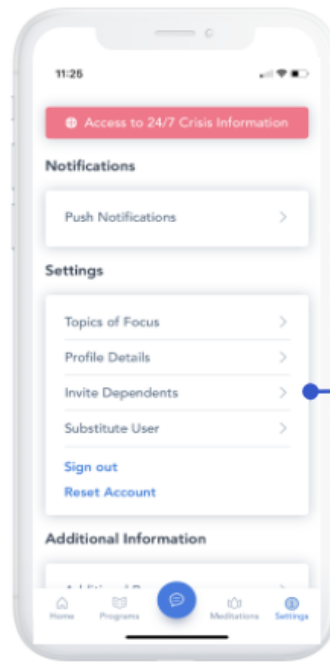 11:26
Access to 24/7 Crisis Information
Notifications
Push Notifications
Settings
Topics of Focus
Profile Details
Invite Dependents
Substitute User
Sign out
Reset Account
Additional Information
Home Programs Meditations Settings